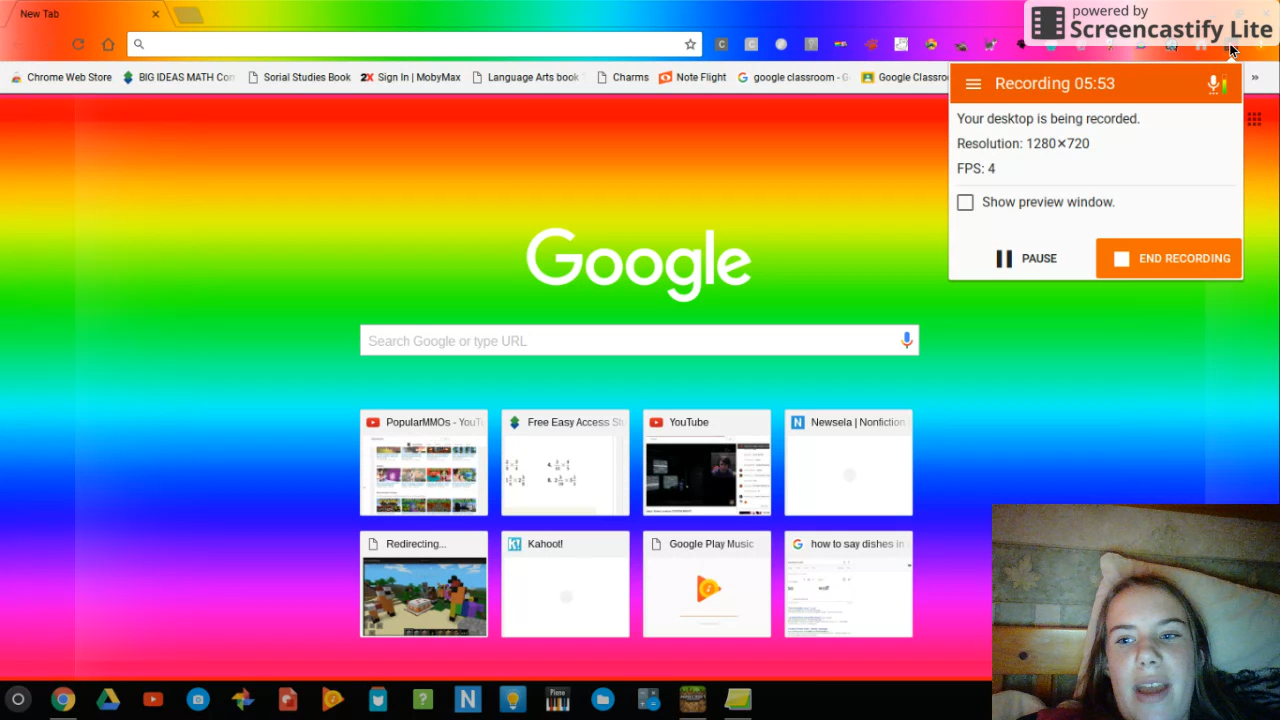 New Tab
powered by
Screencastify Lite
Chrome Web Store
BIG IDEAS MATH Con
Sorial Studies Book
2X Sign In | MobyMax
Language Arts book
Charms
Note Flight
google classroom - G
Google Classro
»
Recording 05:53
Your desktop is being recorded.
Resolution: 1280×720
FPS: 4
Show preview window.
PAUSE
END RECORDING
Google
Search Google or type URL
PopularMMOs - YouT
Free Easy Access Stu
YouTube
Newsela | Nonfiction
Redirecting...
Kahoot!
Google Play Music
how to say dishes in